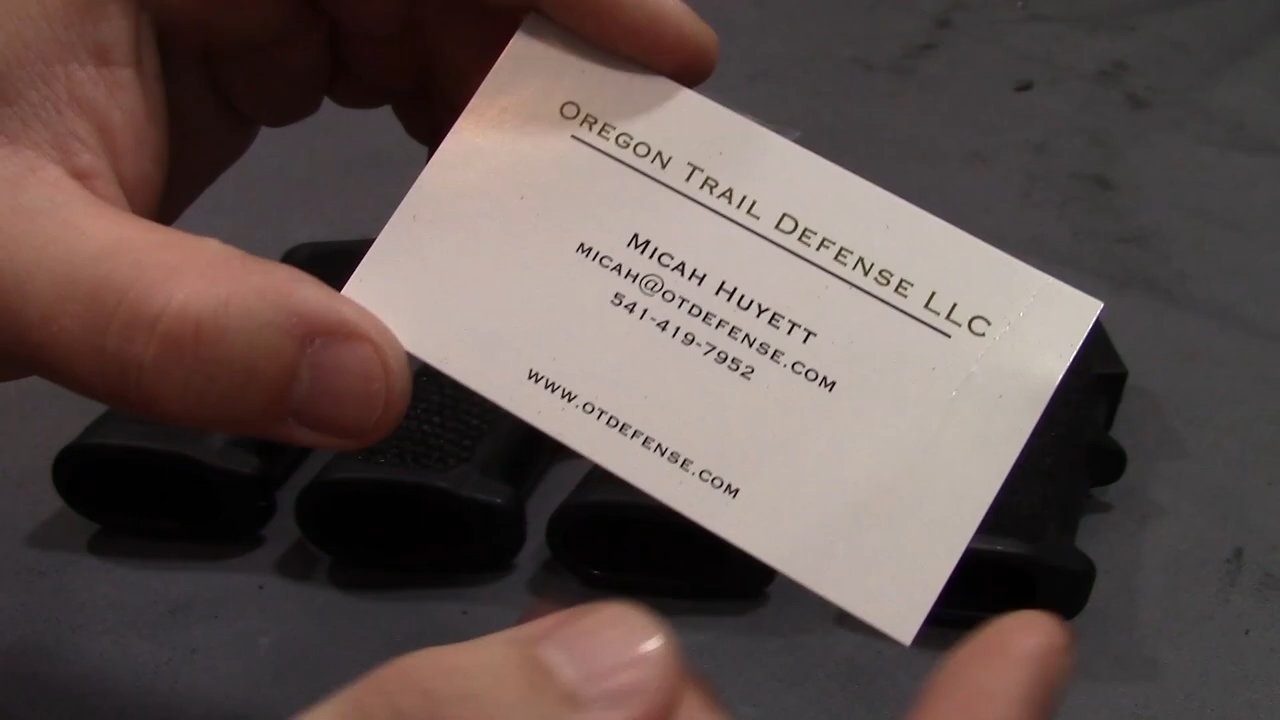 OREGON TRAIL DEFENSE LLC
MICAH HUYETT
MICAH@OTDEFENSE.COM
541-419-7952
WWW.OTDEFENSE.COM